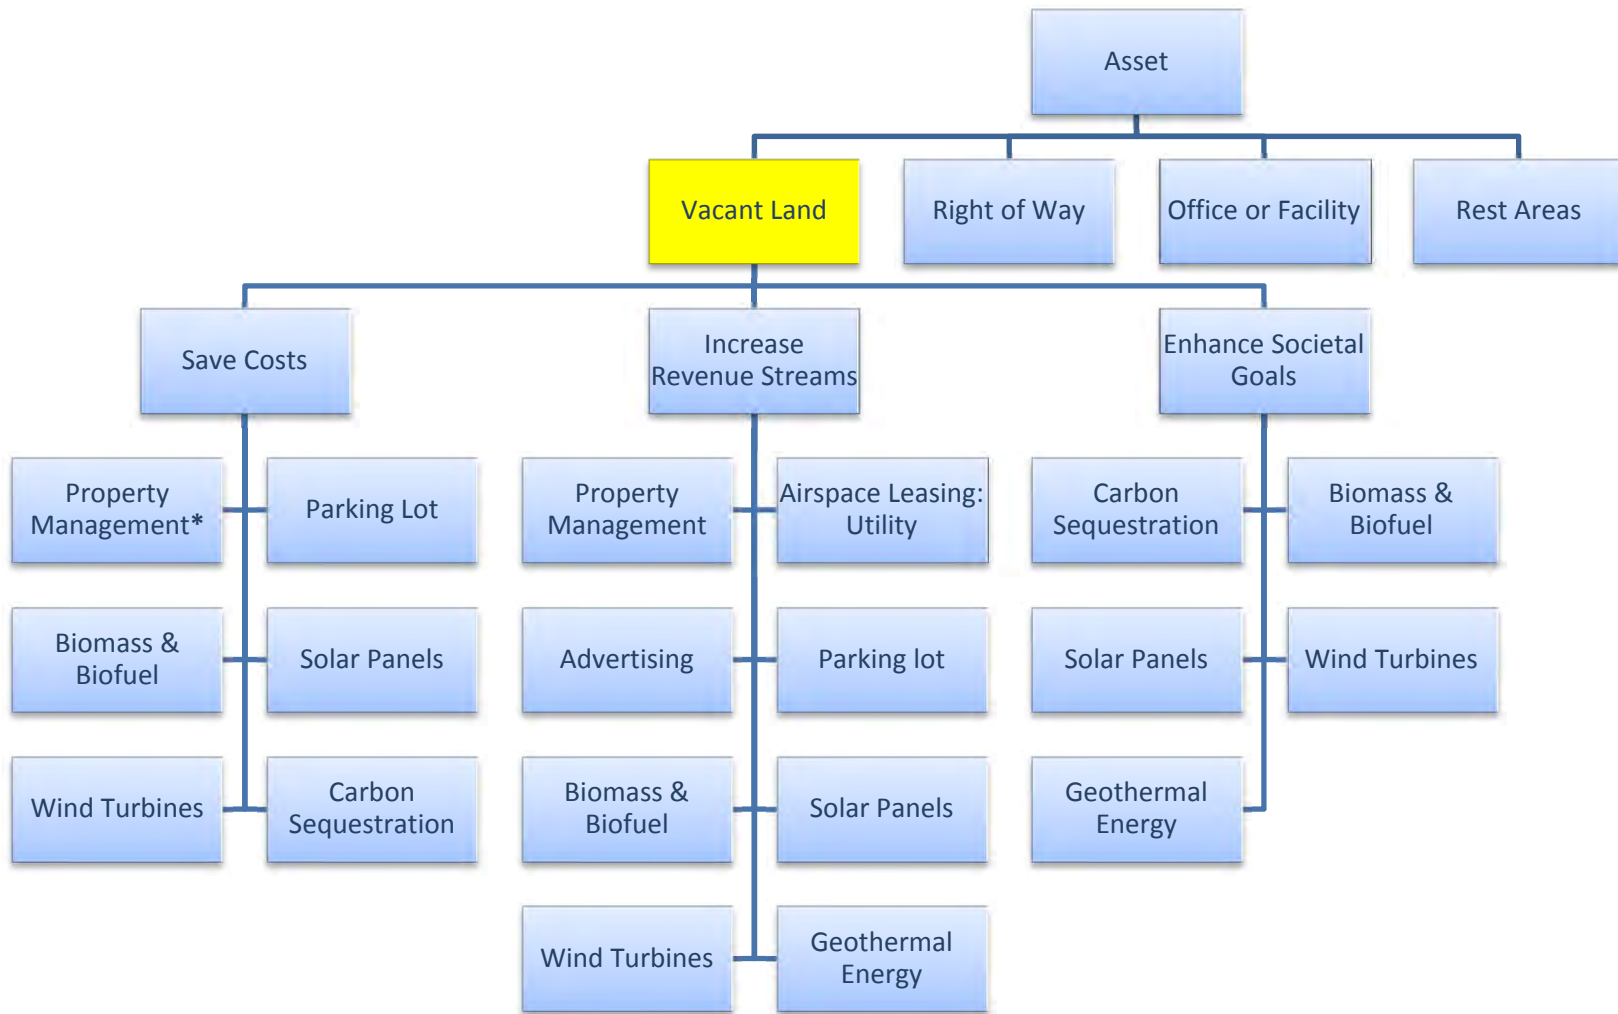 Asset
Vacant Land
Right of Way
Office or Facility
Rest Areas
Save Costs
Increase
Revenue Streams
Enhance Societal
Goals
Property
Management*
Parking Lot
Property
Management
Airspace Leasing:
Utility
Carbon
Sequestration
Biomass &
Biofuel
Biomass &
Biofuel
Solar Panels
Advertising
Parking lot
Solar Panels
Wind Turbines
Wind Turbines
Carbon
Sequestration
Biomass &
Biofuel
Solar Panels
Geothermal
Energy
Wind Turbines
Geothermal
Energy